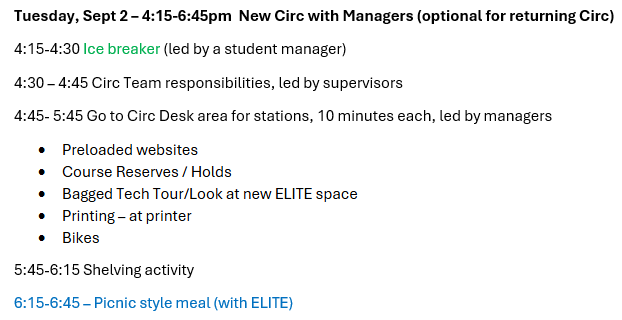 Tuesday, Sept 2 – 4:15-6:45pm  New Circ with Managers (optional for returning Circ)
4:15-4:30 Ice breaker (led by a student manager)
4:30 – 4:45 Circ Team responsibilities, led by supervisors
4:45- 5:45 Go to Circ Desk area for stations, 10 minutes each, led by managers
• Preloaded websites
• Course Reserves / Holds
• Bagged Tech Tour/Look at new ELITE space
• Printing – at printer
• Bikes
5:45-6:15 Shelving activity
6:15-6:45 – Picnic style meal (with ELITE)